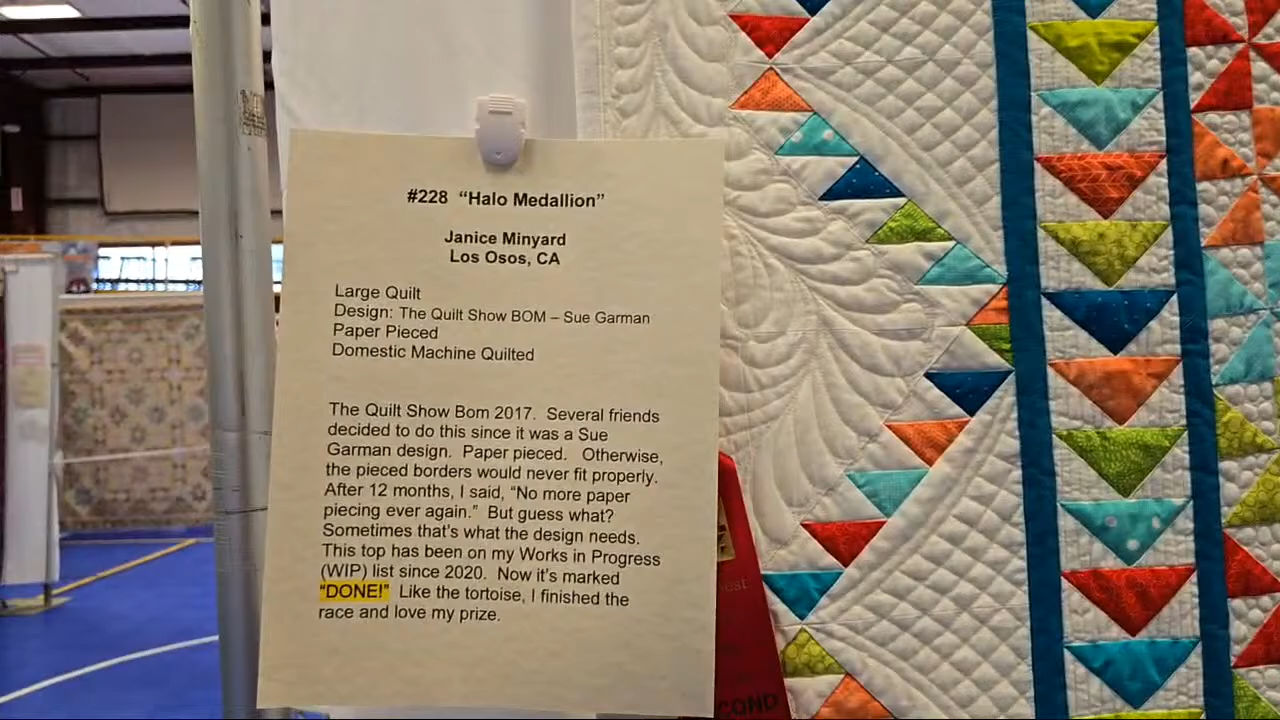 #228 “Halo Medallion”
Janice Minyard
Los Osos, CA
Large Quilt
Design: The Quilt Show BOM – Sue Garman
Paper Pieced
Domestic Machine Quilted
The Quilt Show Bom 2017. Several friends
decided to do this since it was a Sue
Garman design. Paper pieced. Otherwise,
the pieced borders would never fit properly.
After 12 months, I said, “No more paper
piecing ever again.” But guess what?
Sometimes that's what the design needs.
This top has been on my Works in Progress
(WIP) list since 2020. Now it's marked
“DONE!” Like the tortoise, I finished the
race and love my prize.